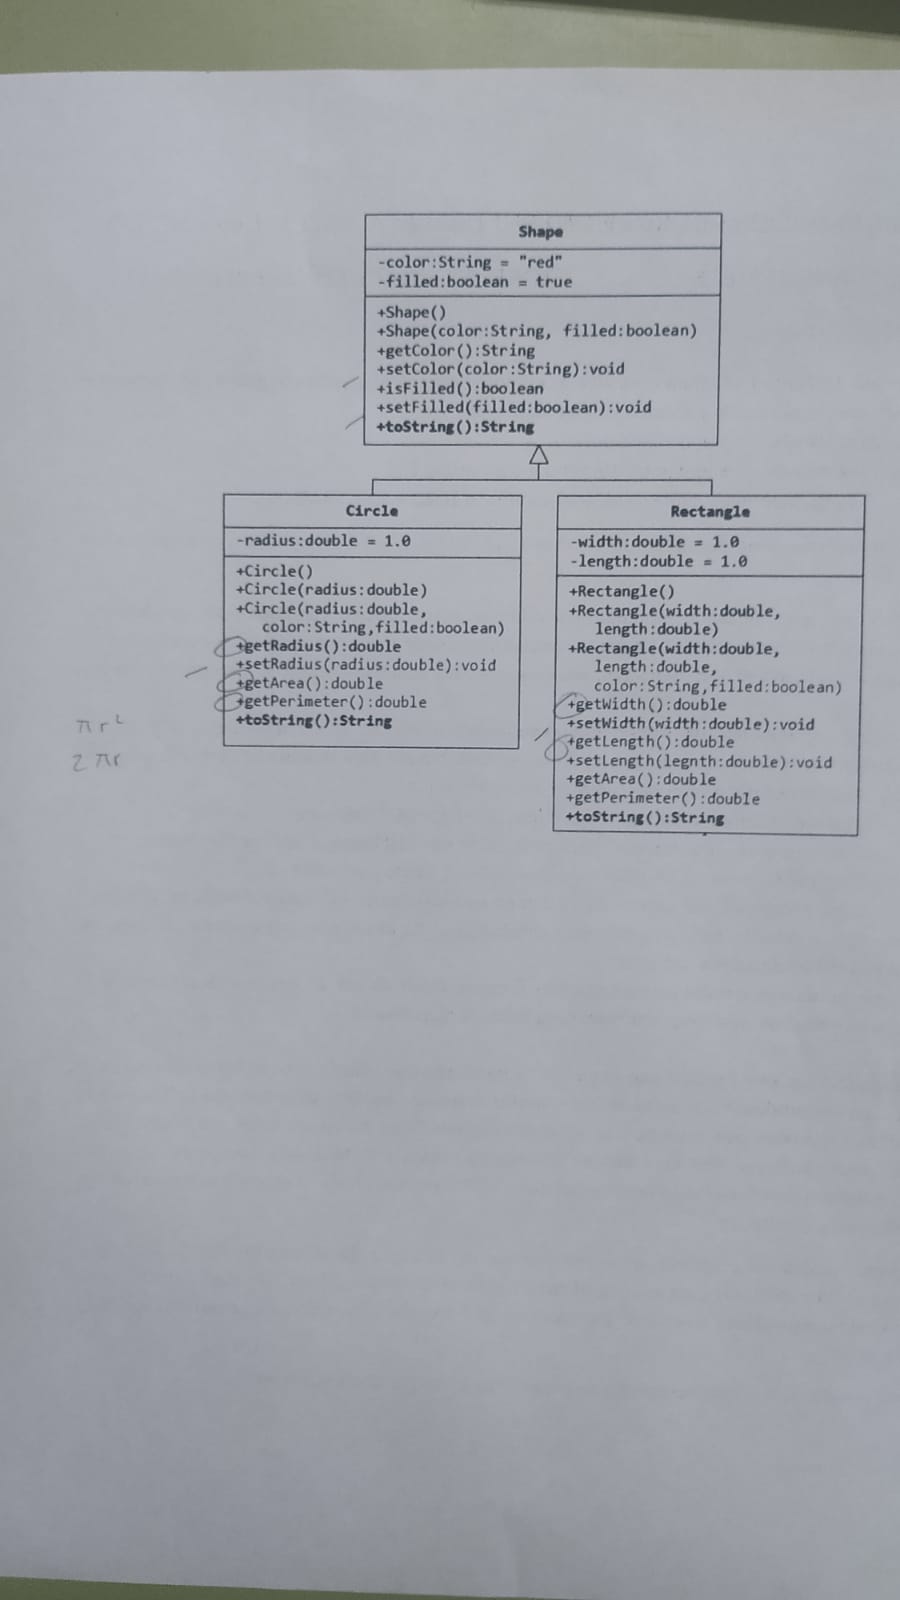 Shape
-color:String = "red"
-filled:boolean = true
+Shape()
+Shape(color:String, filled:boolean)
+getColor():String
+setColor(color:String):void
+isFilled():boolean
+setFilled(filled:boolean):void
+toString():String
Circle
-radius:double = 1.0
+Circle()
+Circle(radius:double)
+Circle(radius:double,
color:String,filled:boolean)
+getRadius():double
+setRadius(radius:double):void
+getArea():double
+getPerimeter():double
+toString():String
πr²
2πr
Rectangle
-width:double = 1.0
-length:double = 1.0
+Rectangle()
+Rectangle(width:double,
length:double)
+Rectangle(width:double,
length:double,
color:String,filled:boolean)
+getWidth():double
+setWidth(width:double):void
+getLength():double
+setLength(legnth:double):void
+getArea():double
+getPerimeter():double
+toString():String